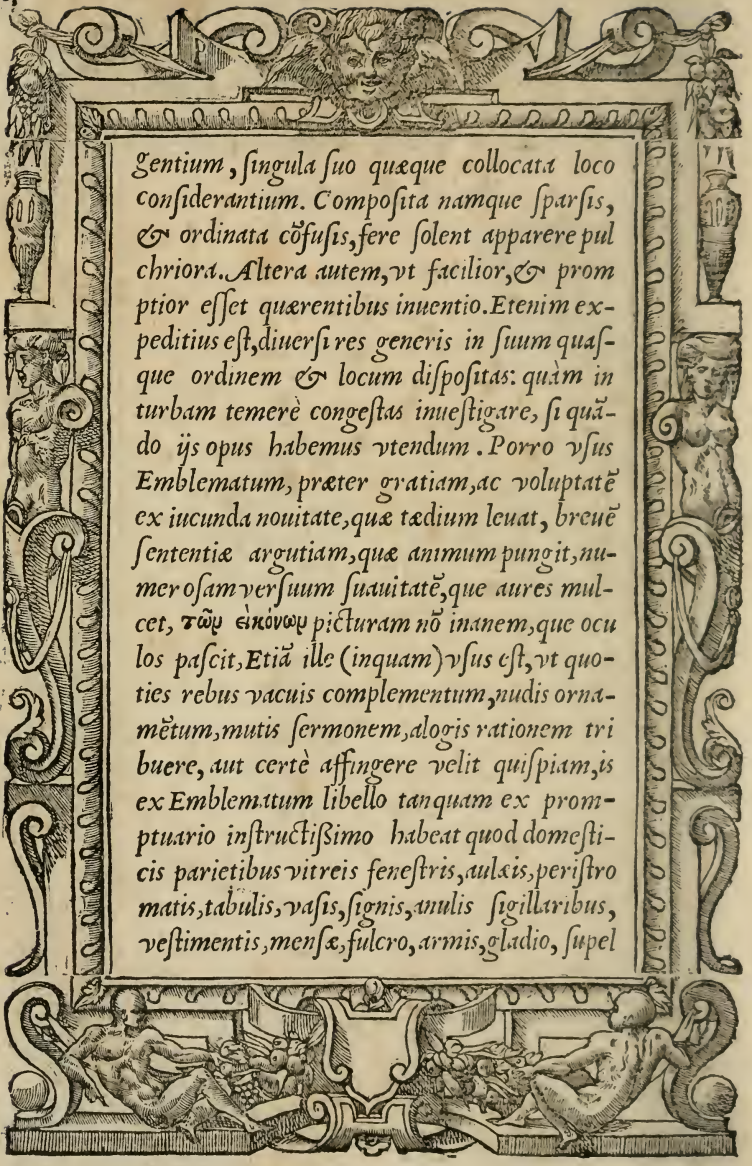 P V
gentium, ſingula ſuo quæque collocata loco
conſiderantium. Compoſita namque ſparſis,
& ordinata cõfuſis, fere ſolent apparere pul
chriora. Altera autem, vt facilior, & prom
ptior eſſet quærentibus inuentio. Etenim ex-
peditius eſt, diuerſi res generis in ſuum quaſ-
que ordinem & locum diſpoſitas: quàm in
turbam temerè congeſtas inueſtigare, ſi quã-
do ijs opus habemus vtendum. Porro vſus
Emblematum, præter gratiam, ac voluptatẽ
ex iucunda nouitate, quæ tædium leuat, breuẽ
ſententiæ argutiam, quæ animum pungit, nu-
meroſam verſuum ſuauitatẽ, que aures mul-
cet, τῶν εἰκόνων picturam nõ inanem, que ocu
los paſcit, Etiã ille (inquam) vſus eſt, vt quo-
ties rebus vacuis complementum, nudis orna-
mẽtum, mutis ſermonem, alogis rationem tri
buere, aut certè affingere velit quiſpiam, is
ex Emblematum libello tanquam ex prom-
ptuario inſtructiſſimo habeat quod domeſti-
cis parietibus vitreis feneſtris, aulæis, periſtro
matis, tabulis, vaſis, ſignis, anulis ſigillaribus,
veſtimentis, menſæ, fulcro, armis, gladio, ſupel